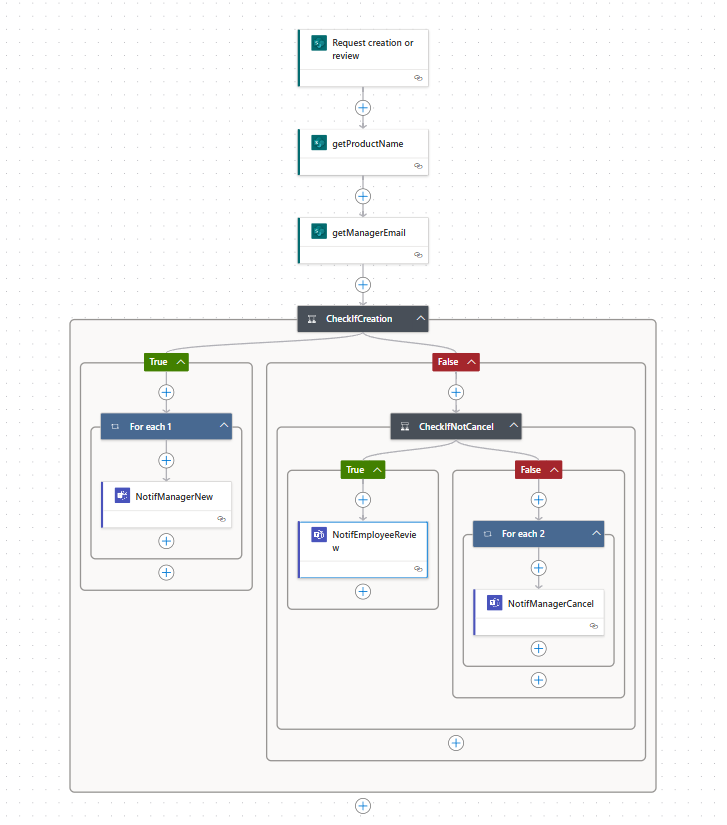 Request creation or
review
getProductName
getManagerEmail
CheckIfCreation
True
False
For each 1
CheckIfNotCancel
NotifManagerNew
True
False
NotifEmployeeRevie
w
For each 2
NotifManagerCancel